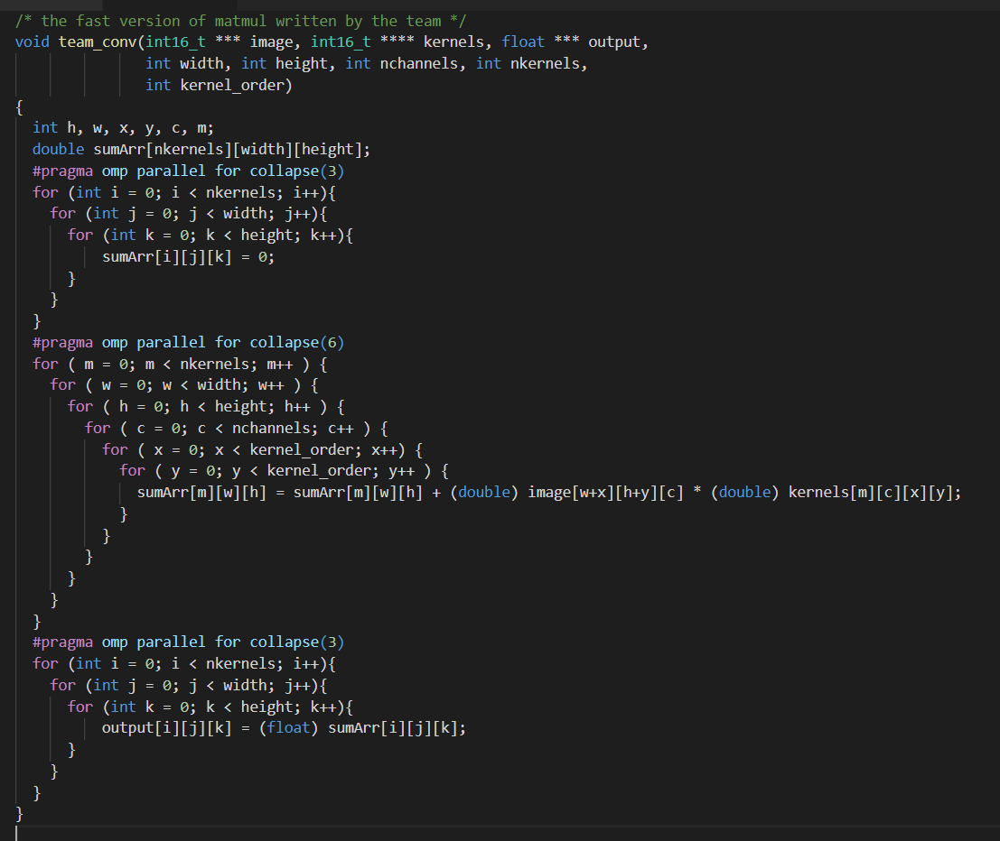 /* the fast version of matmul written by the team */
void team_conv(int16_t *** image, int16_t **** kernels, float *** output,
               int width, int height, int nchannels, int nkernels,
               int kernel_order)
{
  int h, w, x, y, c, m;
  double sumArr[nkernels][width][height];
  #pragma omp parallel for collapse(3)
  for (int i = 0; i < nkernels; i++){
    for (int j = 0; j < width; j++){
      for (int k = 0; k < height; k++){
          sumArr[i][j][k] = 0;
      }
    }
  }
  #pragma omp parallel for collapse(6)
  for ( m = 0; m < nkernels; m++ ) {
    for ( w = 0; w < width; w++ ) {
      for ( h = 0; h < height; h++ ) {
        for ( c = 0; c < nchannels; c++ ) {
          for ( x = 0; x < kernel_order; x++) {
            for ( y = 0; y < kernel_order; y++ ) {
              sumArr[m][w][h] = sumArr[m][w][h] + (double) image[w+x][h+y][c] * (double) kernels[m][c][x][y];
            }
          }
        }
      }
    }
  }
  #pragma omp parallel for collapse(3)
  for (int i = 0; i < nkernels; i++){
    for (int j = 0; j < width; j++){
      for (int k = 0; k < height; k++){
          output[i][j][k] = (float) sumArr[i][j][k];
      }
    }
  }
}